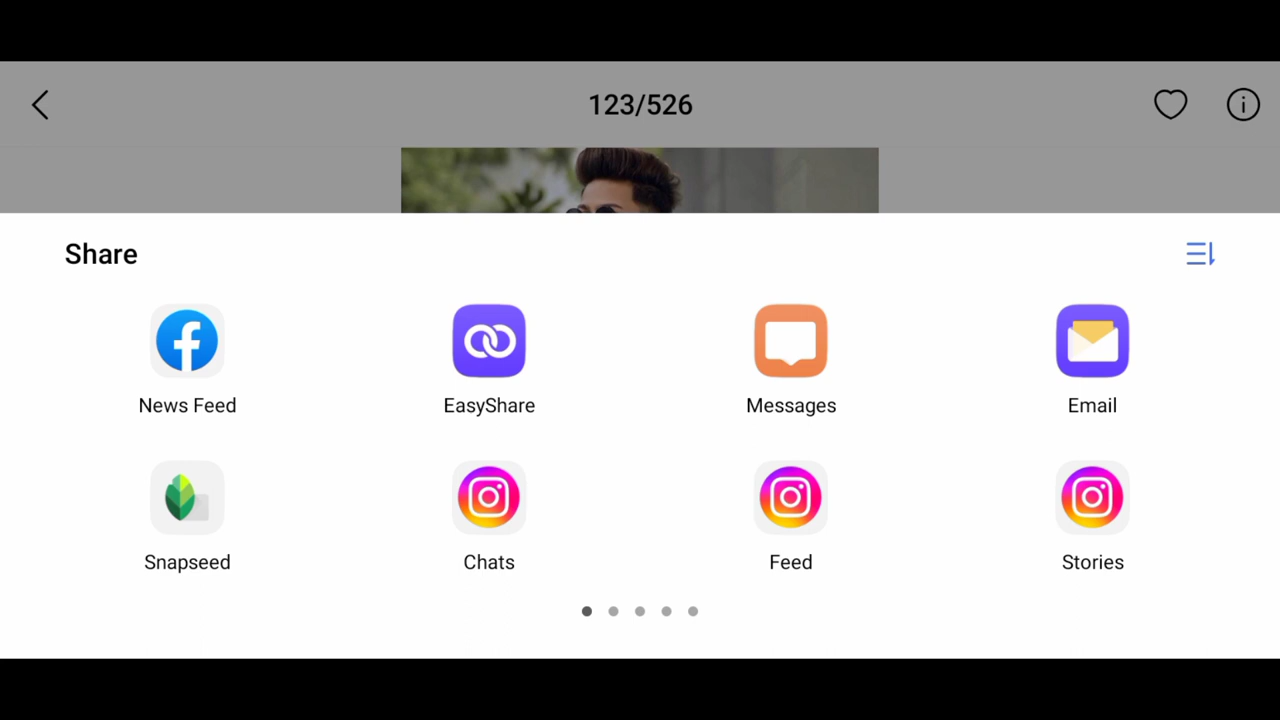 123/526
Share
News Feed
EasyShare
Messages
Email
Snapseed
Chats
Feed
Stories